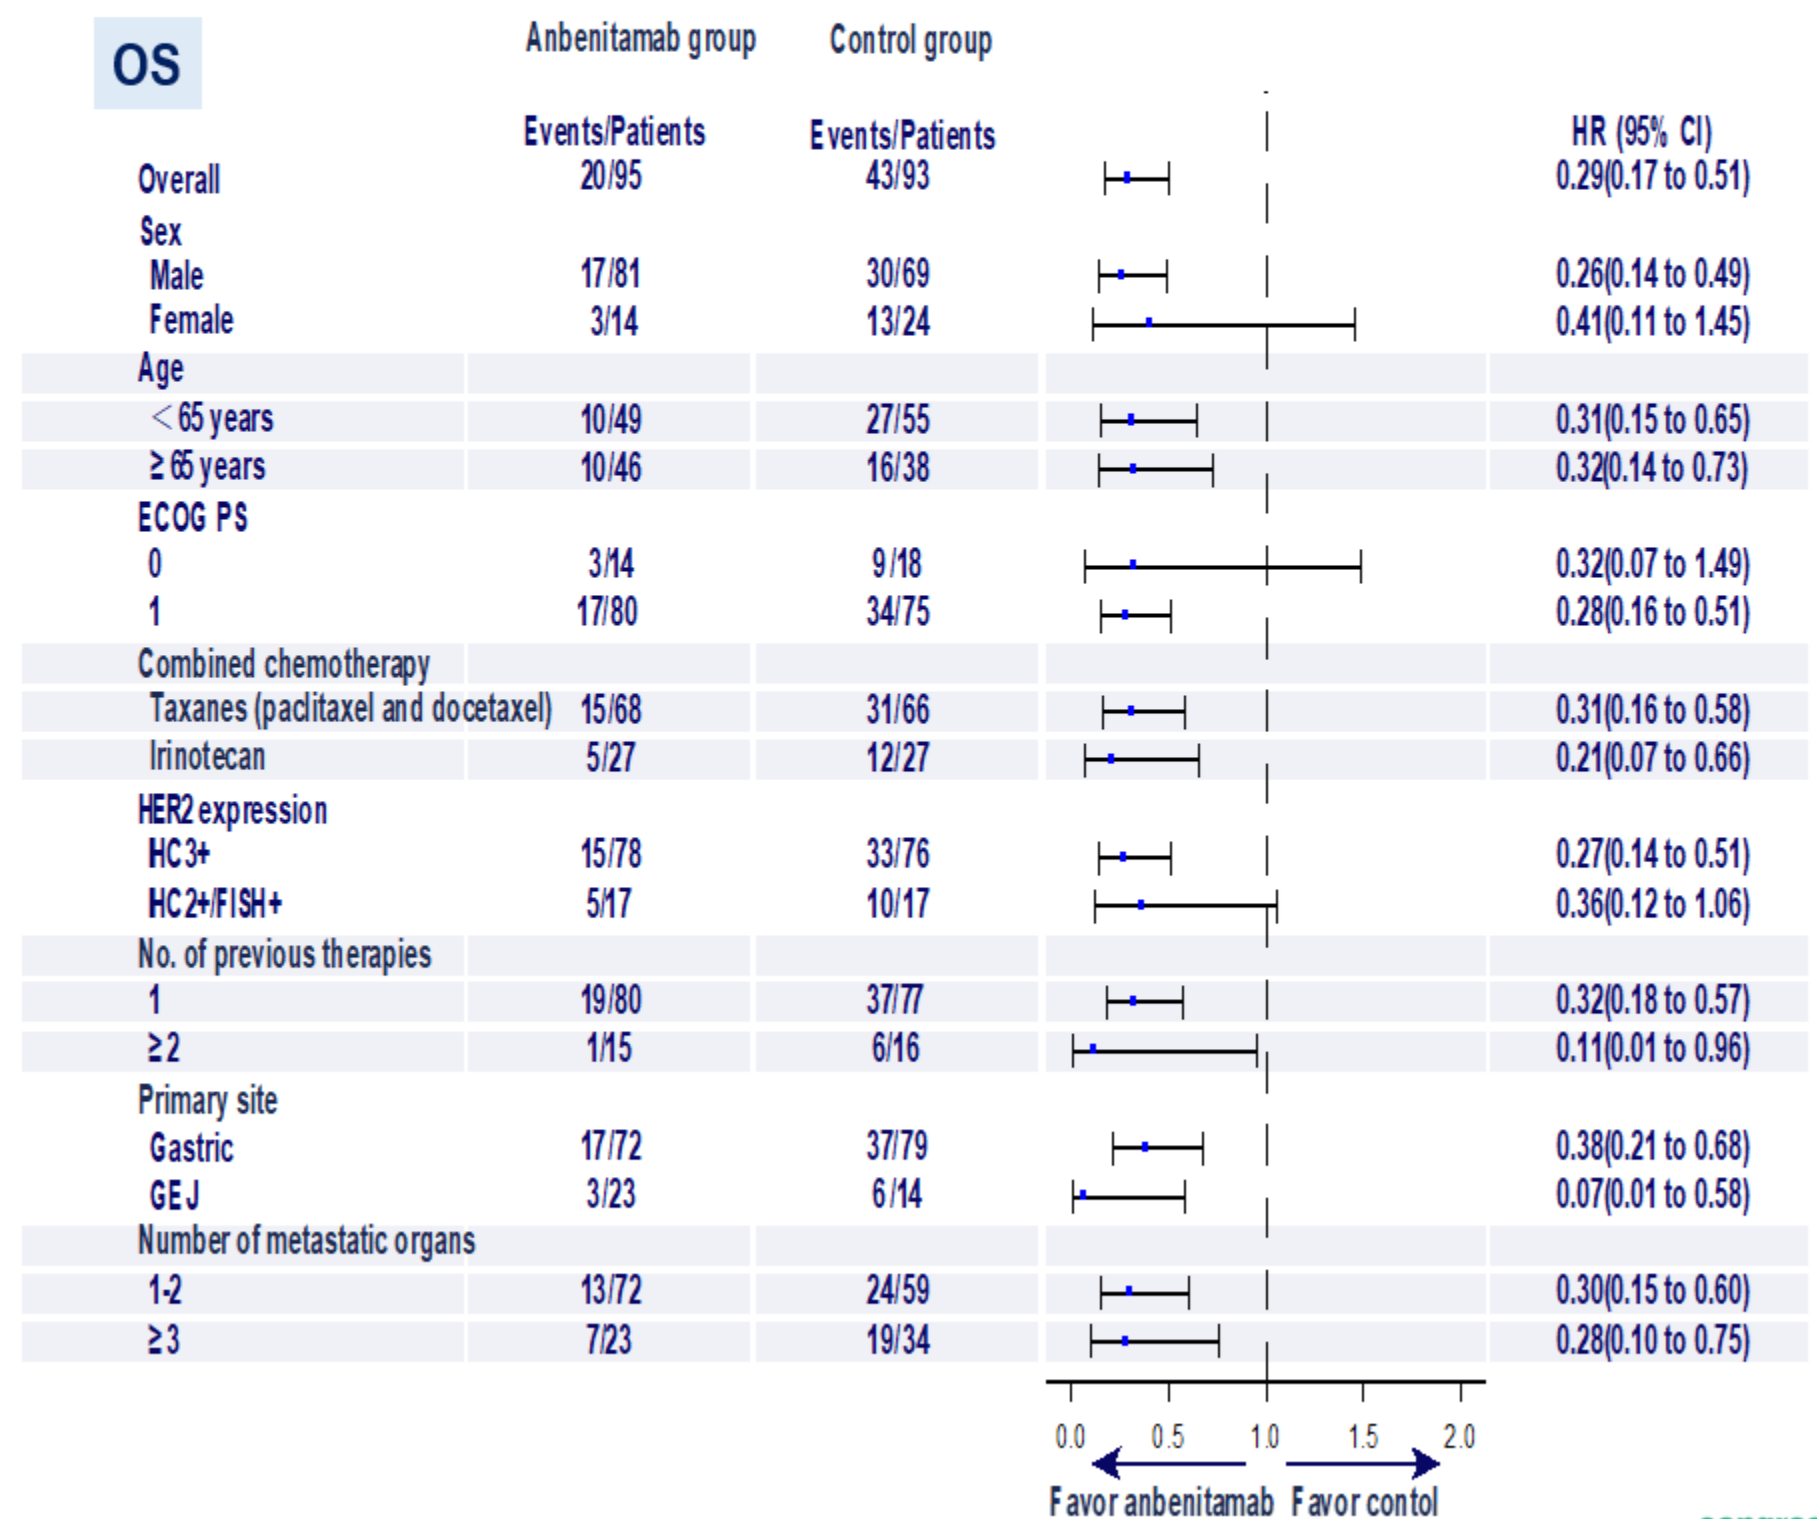 OS
Anbenitamab group Control group
Events/Patients Events/Patients HR (95% CI)
Overall 20/95 43/93 0.29(0.17 to 0.51)
Sex
Male 17/81 30/69 0.26(0.14 to 0.49)
Female 3/14 13/24 0.41(0.11 to 1.45)
Age
<65 years 10/49 27/55 0.31(0.15 to 0.65)
≥65 years 10/46 16/38 0.32(0.14 to 0.73)
ECOG PS
0 3/14 9/18 0.32(0.07 to 1.49)
1 17/80 34/75 0.28(0.16 to 0.51)
Combined chemotherapy
Taxanes (paclitaxel and docetaxel) 15/68 31/66 0.31(0.16 to 0.58)
Irinotecan 5/27 12/27 0.21(0.07 to 0.66)
HER2 expression
HC3+ 15/78 33/76 0.27(0.14 to 0.51)
HC2+/FISH+ 5/17 10/17 0.36(0.12 to 1.06)
No. of previous therapies
1 19/80 37/77 0.32(0.18 to 0.57)
≥2 1/15 6/16 0.11(0.01 to 0.96)
Primary site
Gastric 17/72 37/79 0.38(0.21 to 0.68)
GEJ 3/23 6/14 0.07(0.01 to 0.58)
Number of metastatic organs
1-2 13/72 24/59 0.30(0.15 to 0.60)
≥3 7/23 19/34 0.28(0.10 to 0.75)
0.0 0.5 1.0 1.5 2.0
Favor anbenitamab Favor contol